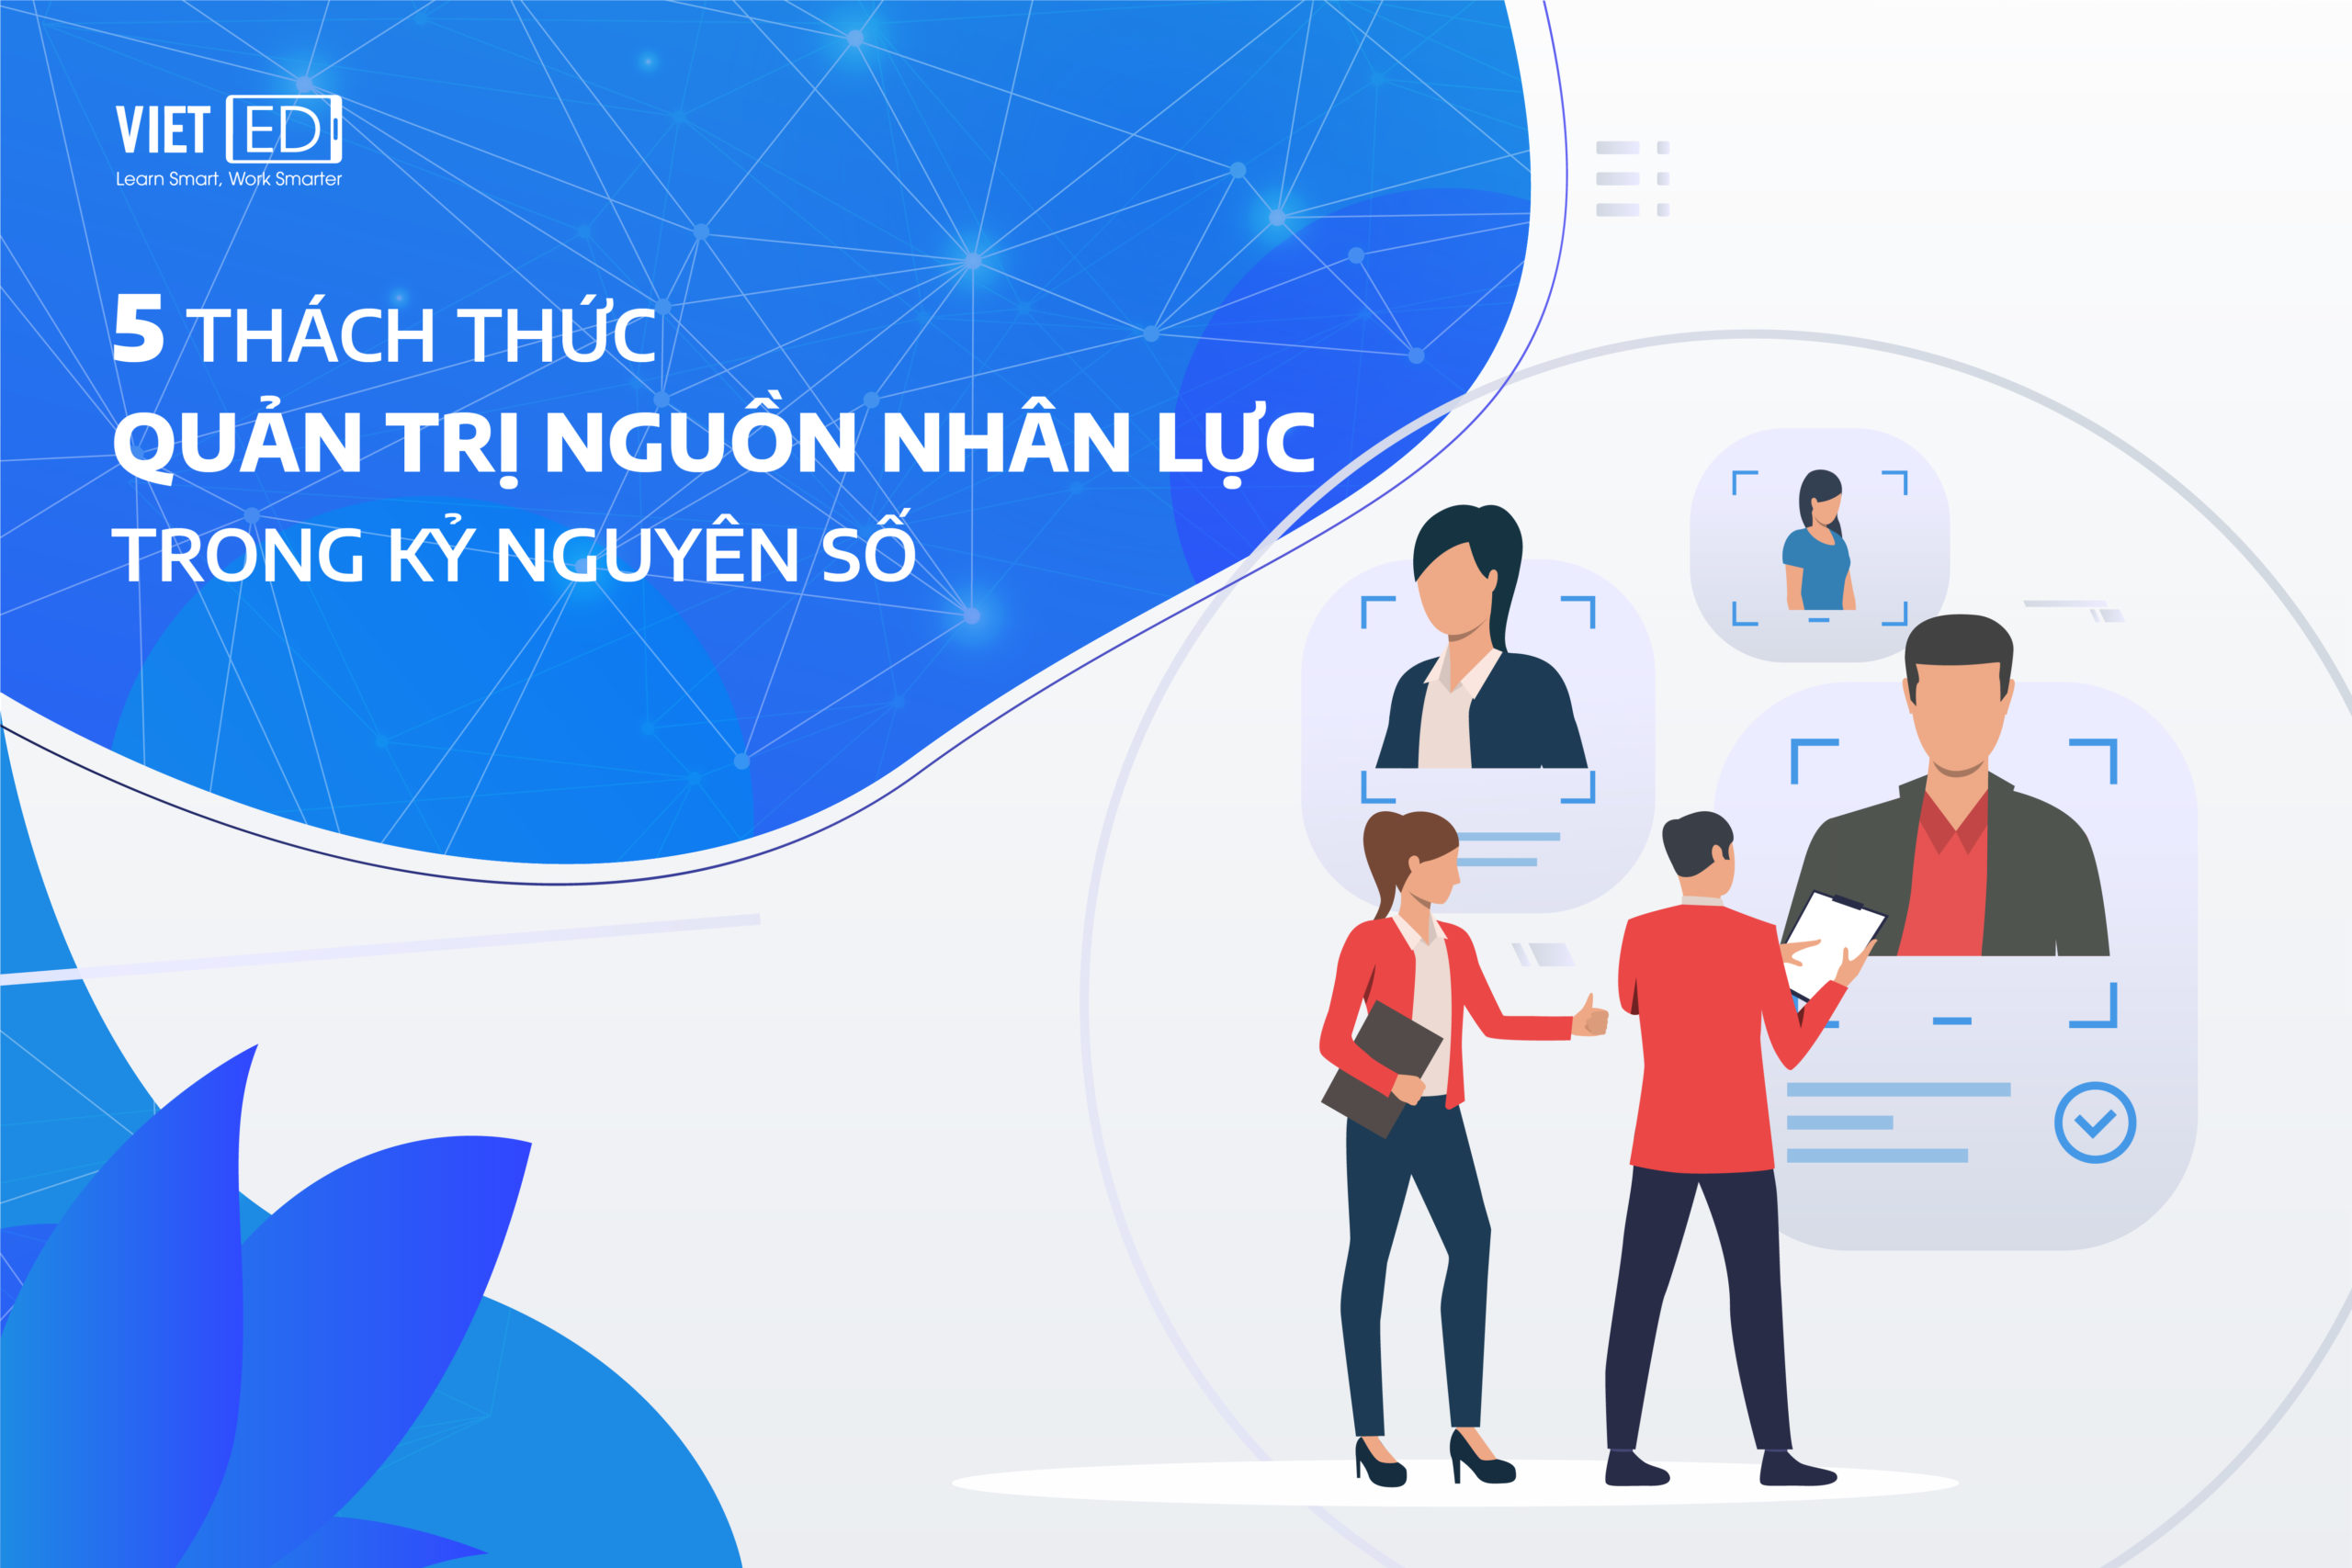 VIET ED
Learn Smart, Work Smarter
5 THÁCH THỨC
QUẢN TRỊ NGUỒN NHÂN LỰC
TRONG KỶ NGUYÊN SỐ